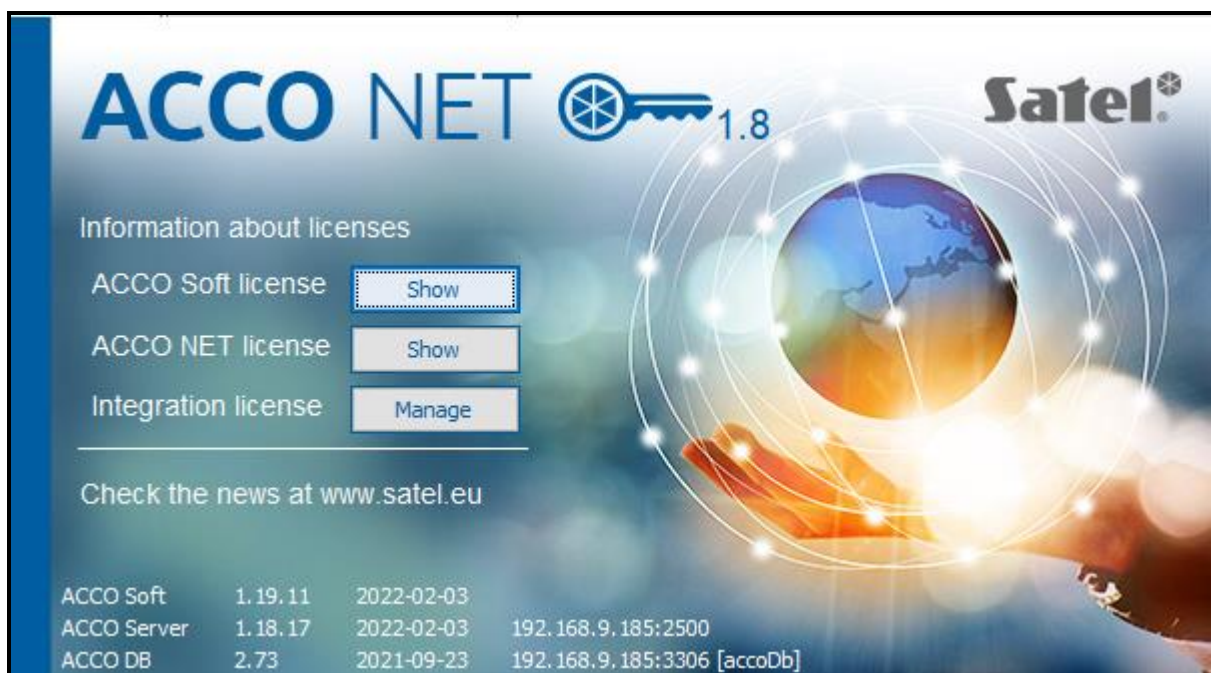 ACCO NET 1.8
Satel®
Information about licenses
ACCO Soft license Show
ACCO NET license Show
Integration license Manage
Check the news at www.satel.eu
ACCO Soft 1.19.11 2022-02-03
ACCO Server 1.18.17 2022-02-03 192.168.9.185:2500
ACCO DB 2.73 2021-09-23 192.168.9.185:3306 [accoDb]